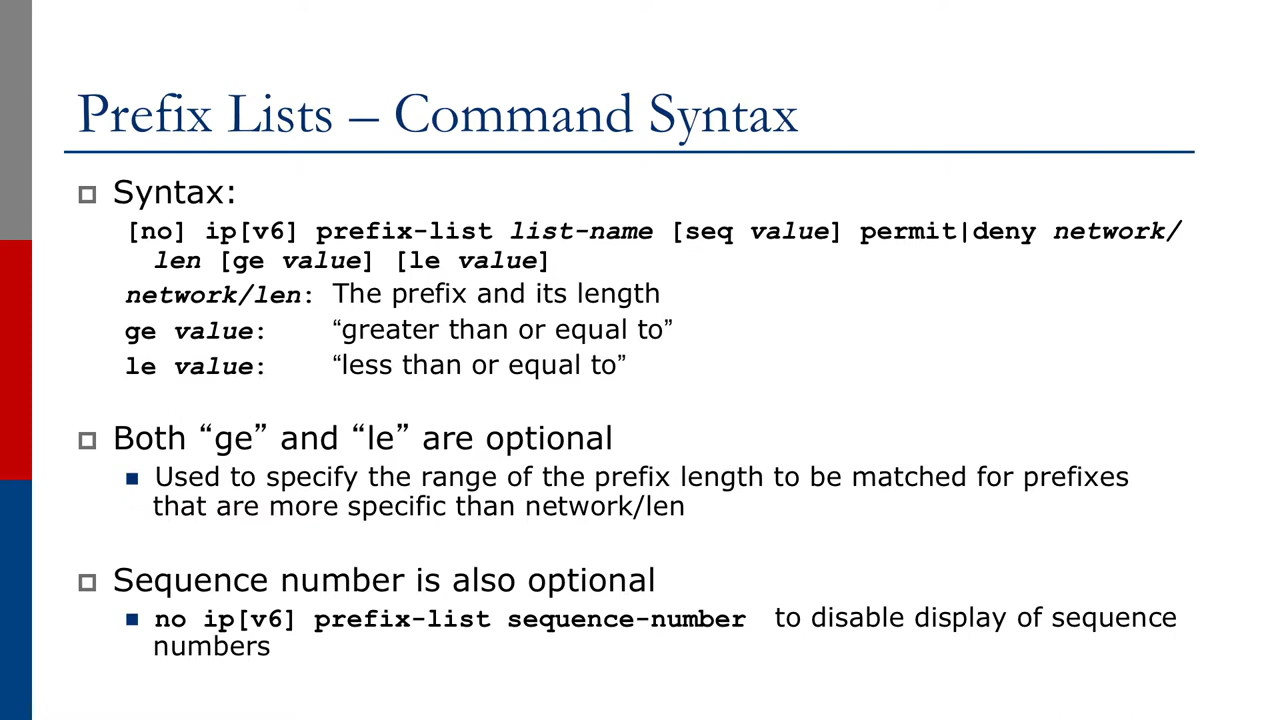 Prefix Lists – Command Syntax
Syntax:
[no] ip[v6] prefix-list list-name [seq value] permit|deny network/
len [ge value] [le value]
network/len: The prefix and its length
ge value: “greater than or equal to”
le value: “less than or equal to”
Both “ge” and “le” are optional
Used to specify the range of the prefix length to be matched for prefixes
that are more specific than network/len
Sequence number is also optional
no ip[v6] prefix-list sequence-number to disable display of sequence
numbers